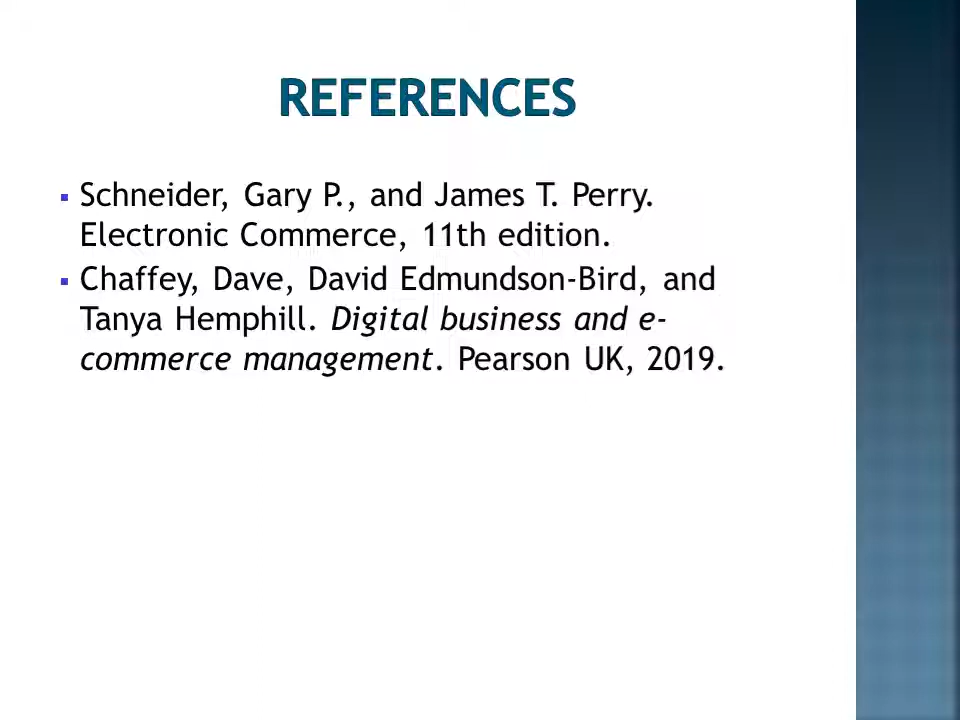 REFERENCES
▪ Schneider, Gary P., and James T. Perry.
Electronic Commerce, 11th edition.
▪ Chaffey, Dave, David Edmundson-Bird, and
Tanya Hemphill. Digital business and e-
commerce management. Pearson UK, 2019.